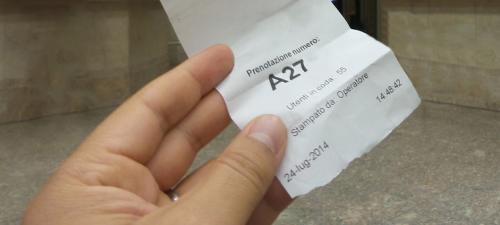 Prenotazione numero:
A27
Utenti in coda 55
Stampato da Operatore
24-lug-2014 14 48 42